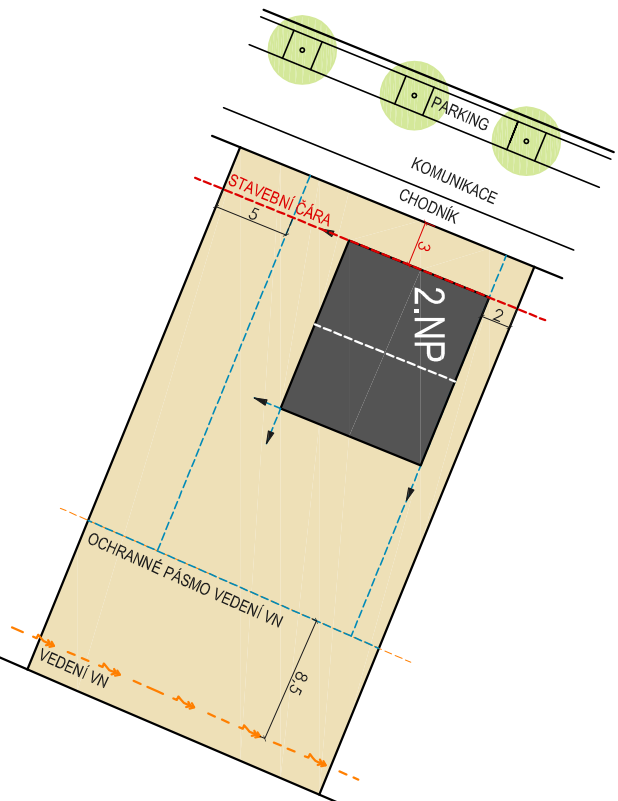 PARKING
KOMUNIKACE
CHODNÍK
STAVEBNÍ ČÁRA
5
3
2.NP
2
OCHRANNÉ PÁSMO VEDENÍ VN
VEDENÍ VN
8,5